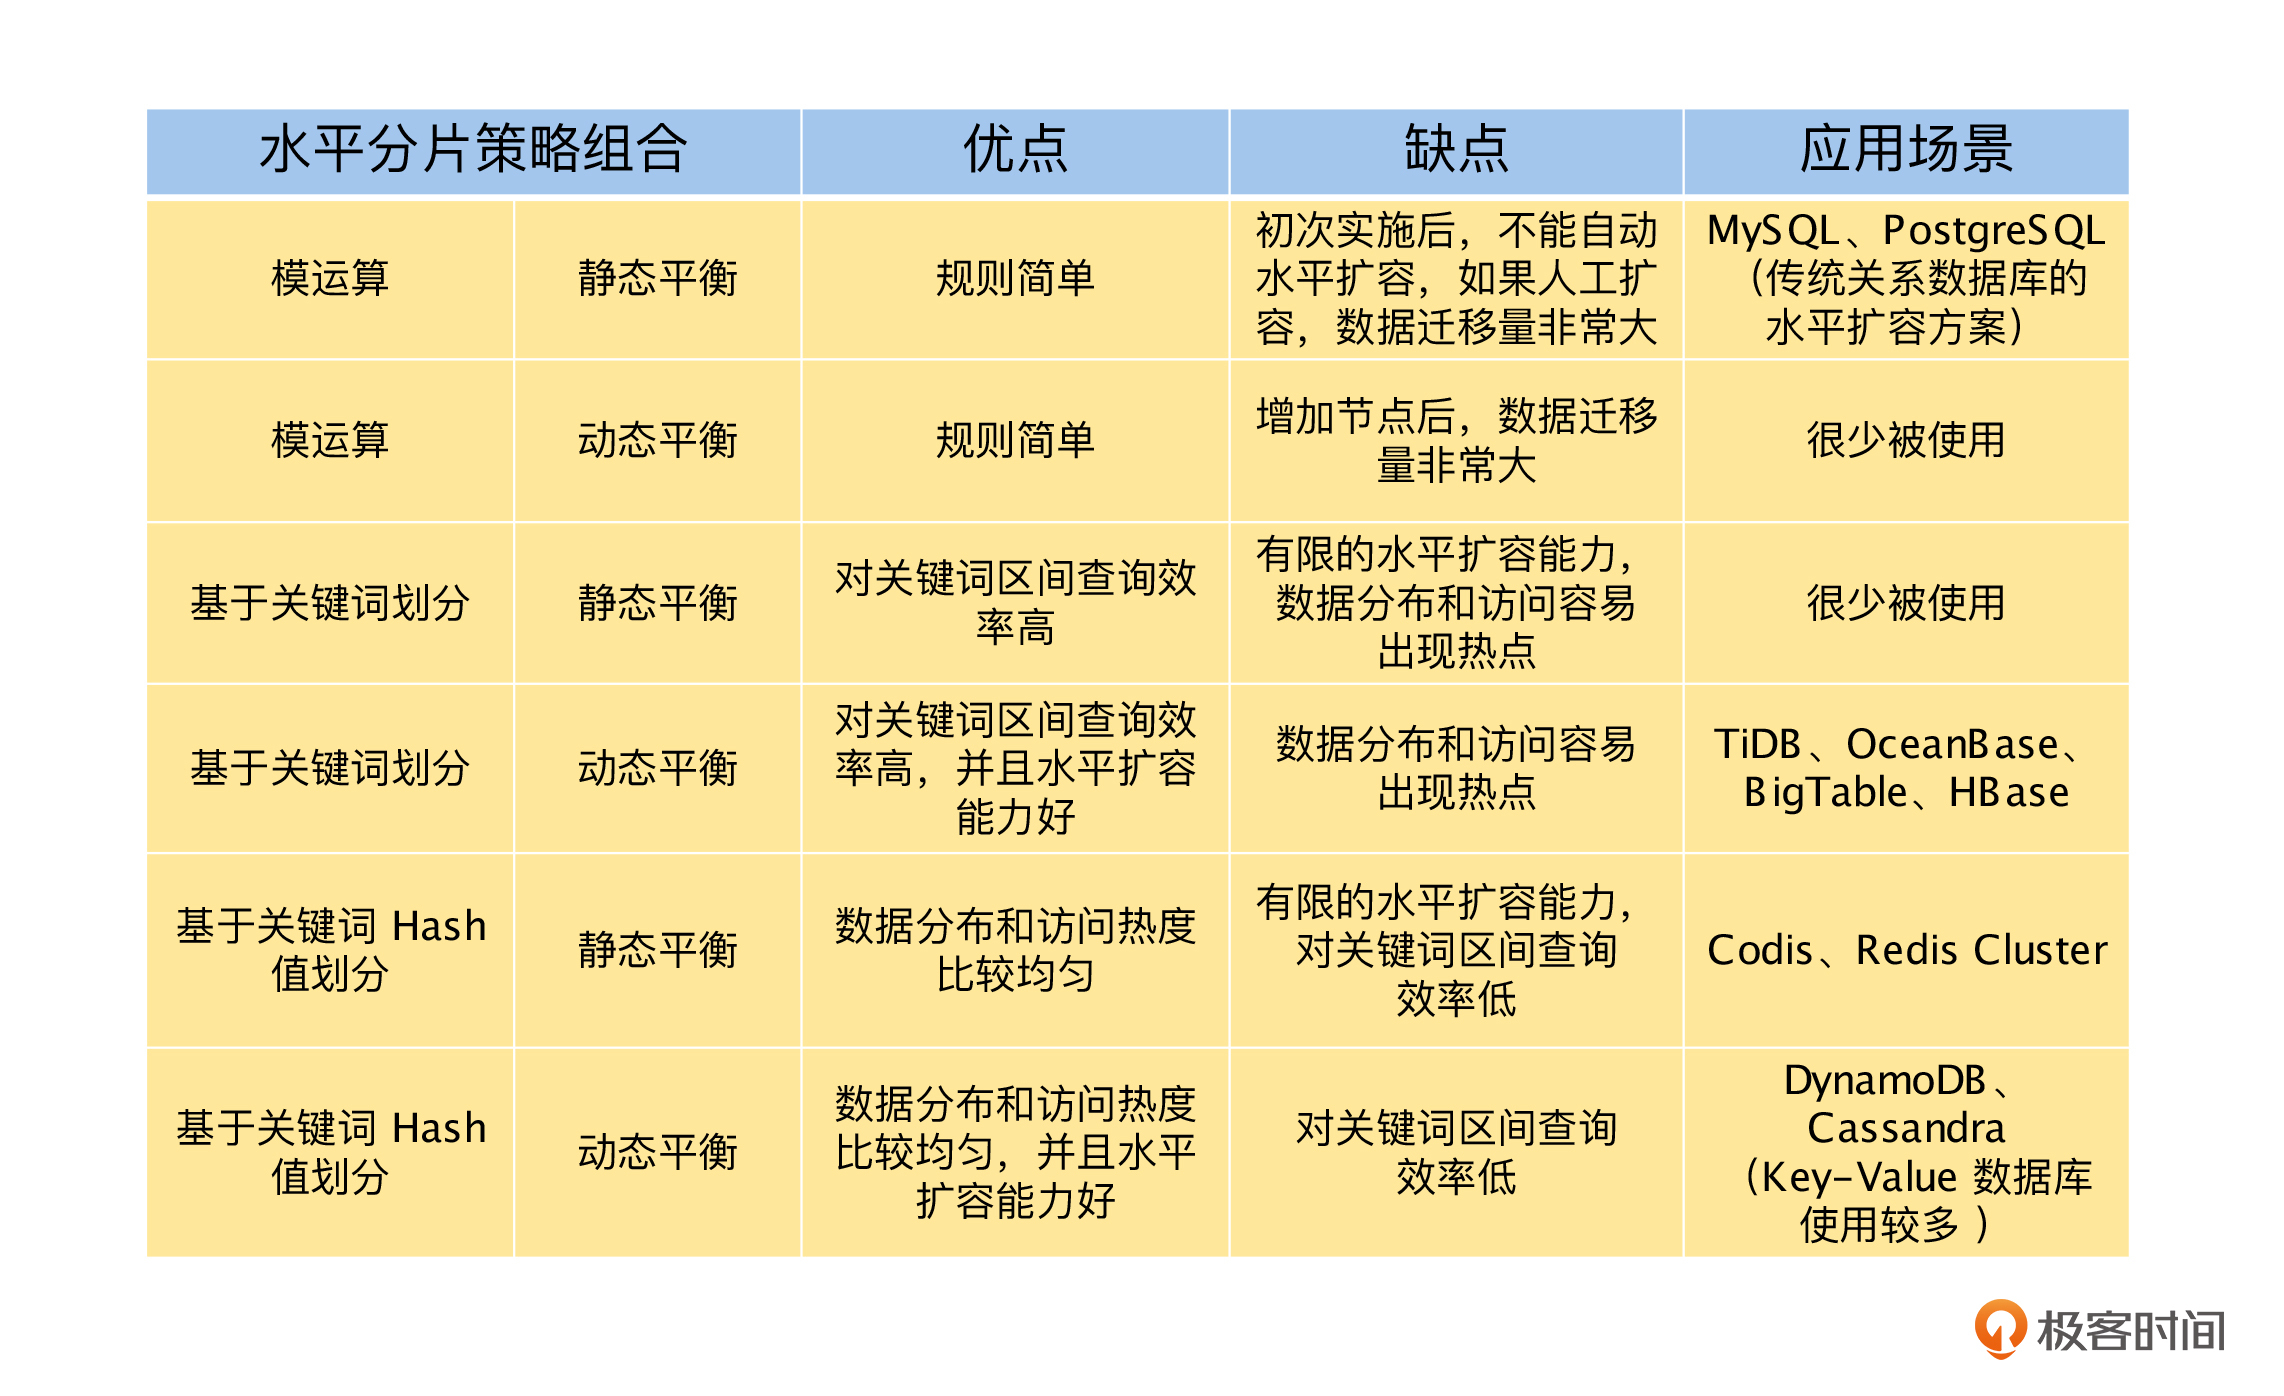 水平分片策略组合
优点
缺点
应用场景
模运算
静态平衡
规则简单
初次实施后，不能自动
水平扩容，如果人工扩
容，数据迁移量非常大
MySQL、PostgreSQL
（传统关系数据库的
水平扩容方案）
模运算
动态平衡
规则简单
增加节点后，数据迁移
量非常大
很少被使用
基于关键词划分
静态平衡
对关键词区间查询效
率高
有限的水平扩容能力，
数据分布和访问容易
出现热点
很少被使用
基于关键词划分
动态平衡
对关键词区间查询效
率高，并且水平扩容
能力好
数据分布和访问容易
出现热点
TiDB、OceanBase、
BigTable、HBase
基于关键词 Hash
值划分
静态平衡
数据分布和访问热度
比较均匀
有限的水平扩容能力，
对关键词区间查询
效率低
Codis、Redis Cluster
基于关键词 Hash
值划分
动态平衡
数据分布和访问热度
比较均匀，并且水平
扩容能力好
对关键词区间查询
效率低
DynamoDB、
Cassandra
（Key-Value 数据库
使用较多 ）
极客时间